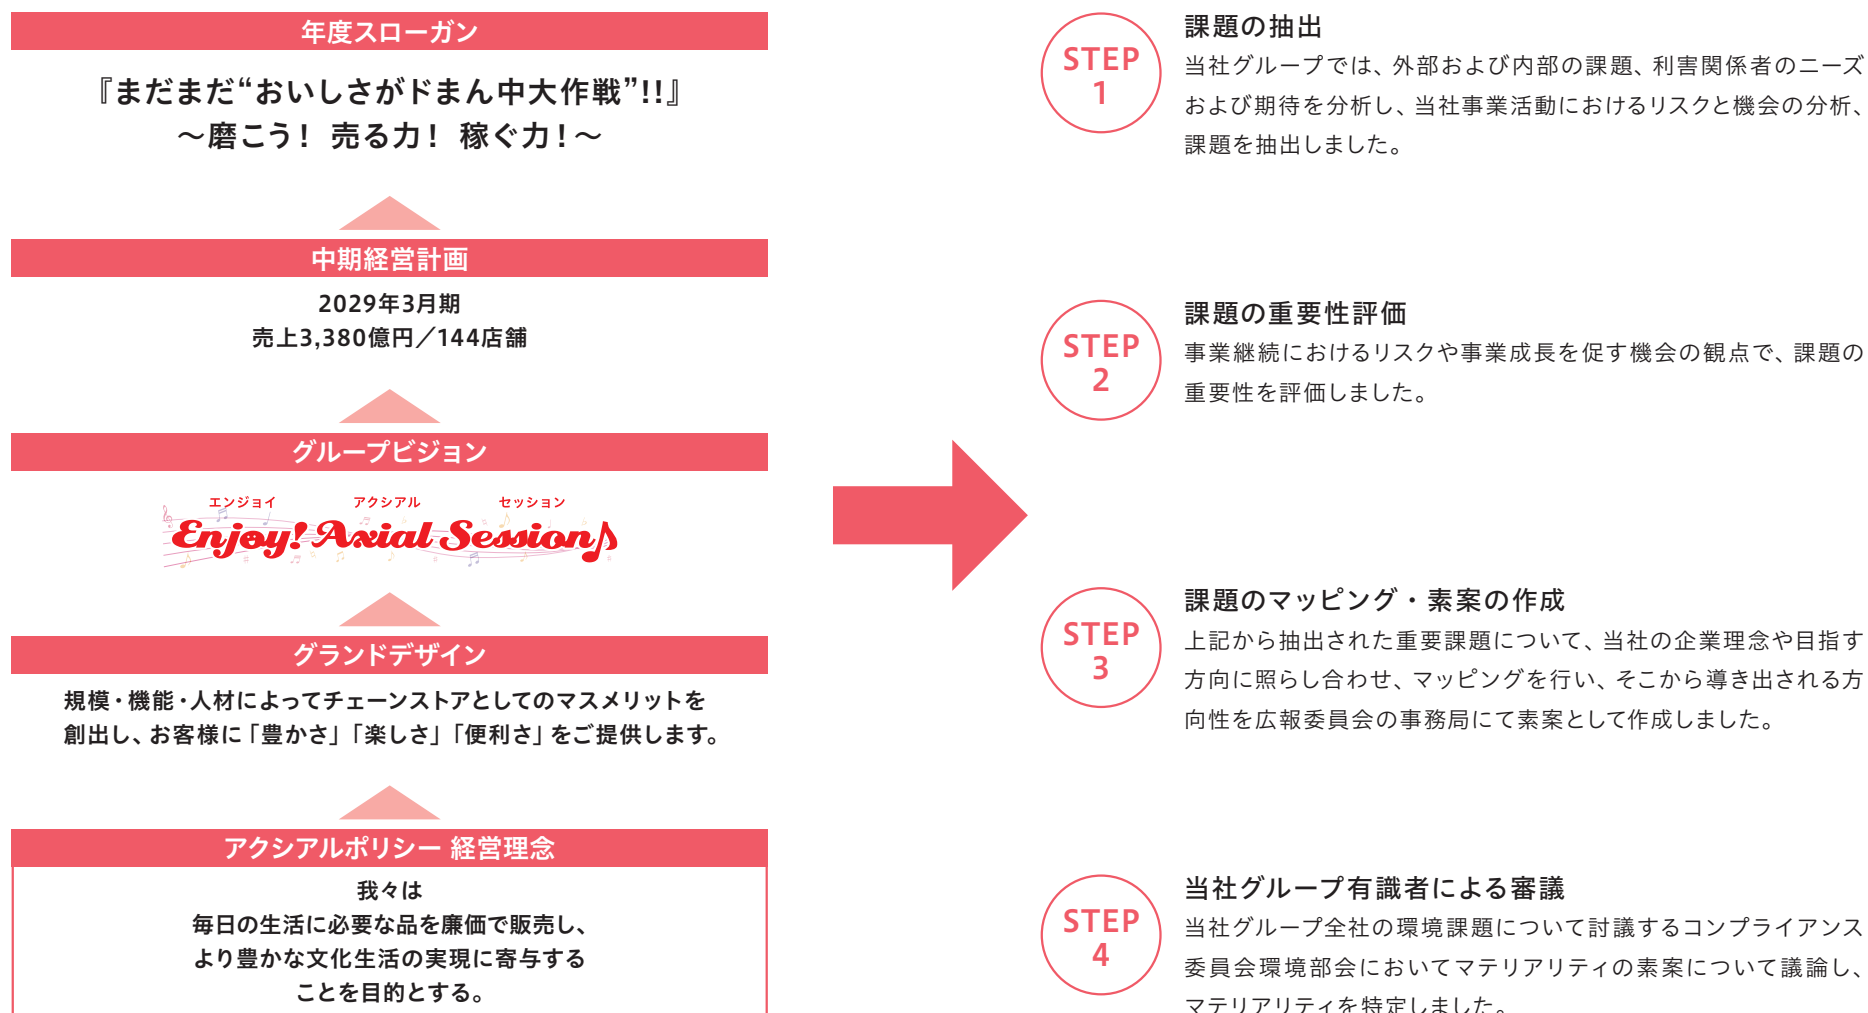 年度スローガン
『まだまだ“おいしさがドまん中大作戦”!!』
～磨こう！ 売る力！ 稼ぐ力！～
中期経営計画
2029年3月期
売上3,380億円／144店舗
グループビジョン
エンジョイ アクシアル セッション
Enjoy! Axial Session♪
グランドデザイン
規模・機能・人材によってチェーンストアとしてのマスメリットを
創出し、お客様に「豊かさ」「楽しさ」「便利さ」をご提供します。
アクシアルポリシー 経営理念
我々は
毎日の生活に必要な品を廉価で販売し、
より豊かな文化生活の実現に寄与する
ことを目的とする。
STEP
1
課題の抽出
当社グループでは、外部および内部の課題、利害関係者のニーズ
および期待を分析し、当社事業活動におけるリスクと機会の分析、
課題を抽出しました。
STEP
2
課題の重要性評価
事業継続におけるリスクや事業成長を促す機会の観点で、課題の
重要性を評価しました。
STEP
3
課題のマッピング・素案の作成
上記から抽出された重要課題について、当社の企業理念や目指す
方向に照らし合わせ、マッピングを行い、そこから導き出される方
向性を広報委員会の事務局にて素案として作成しました。
STEP
4
当社グループ有識者による審議
当社グループ全社の環境課題について討議するコンプライアンス
委員会環境部会においてマテリアリティの素案について議論し、
マテリアリティを特定しました。